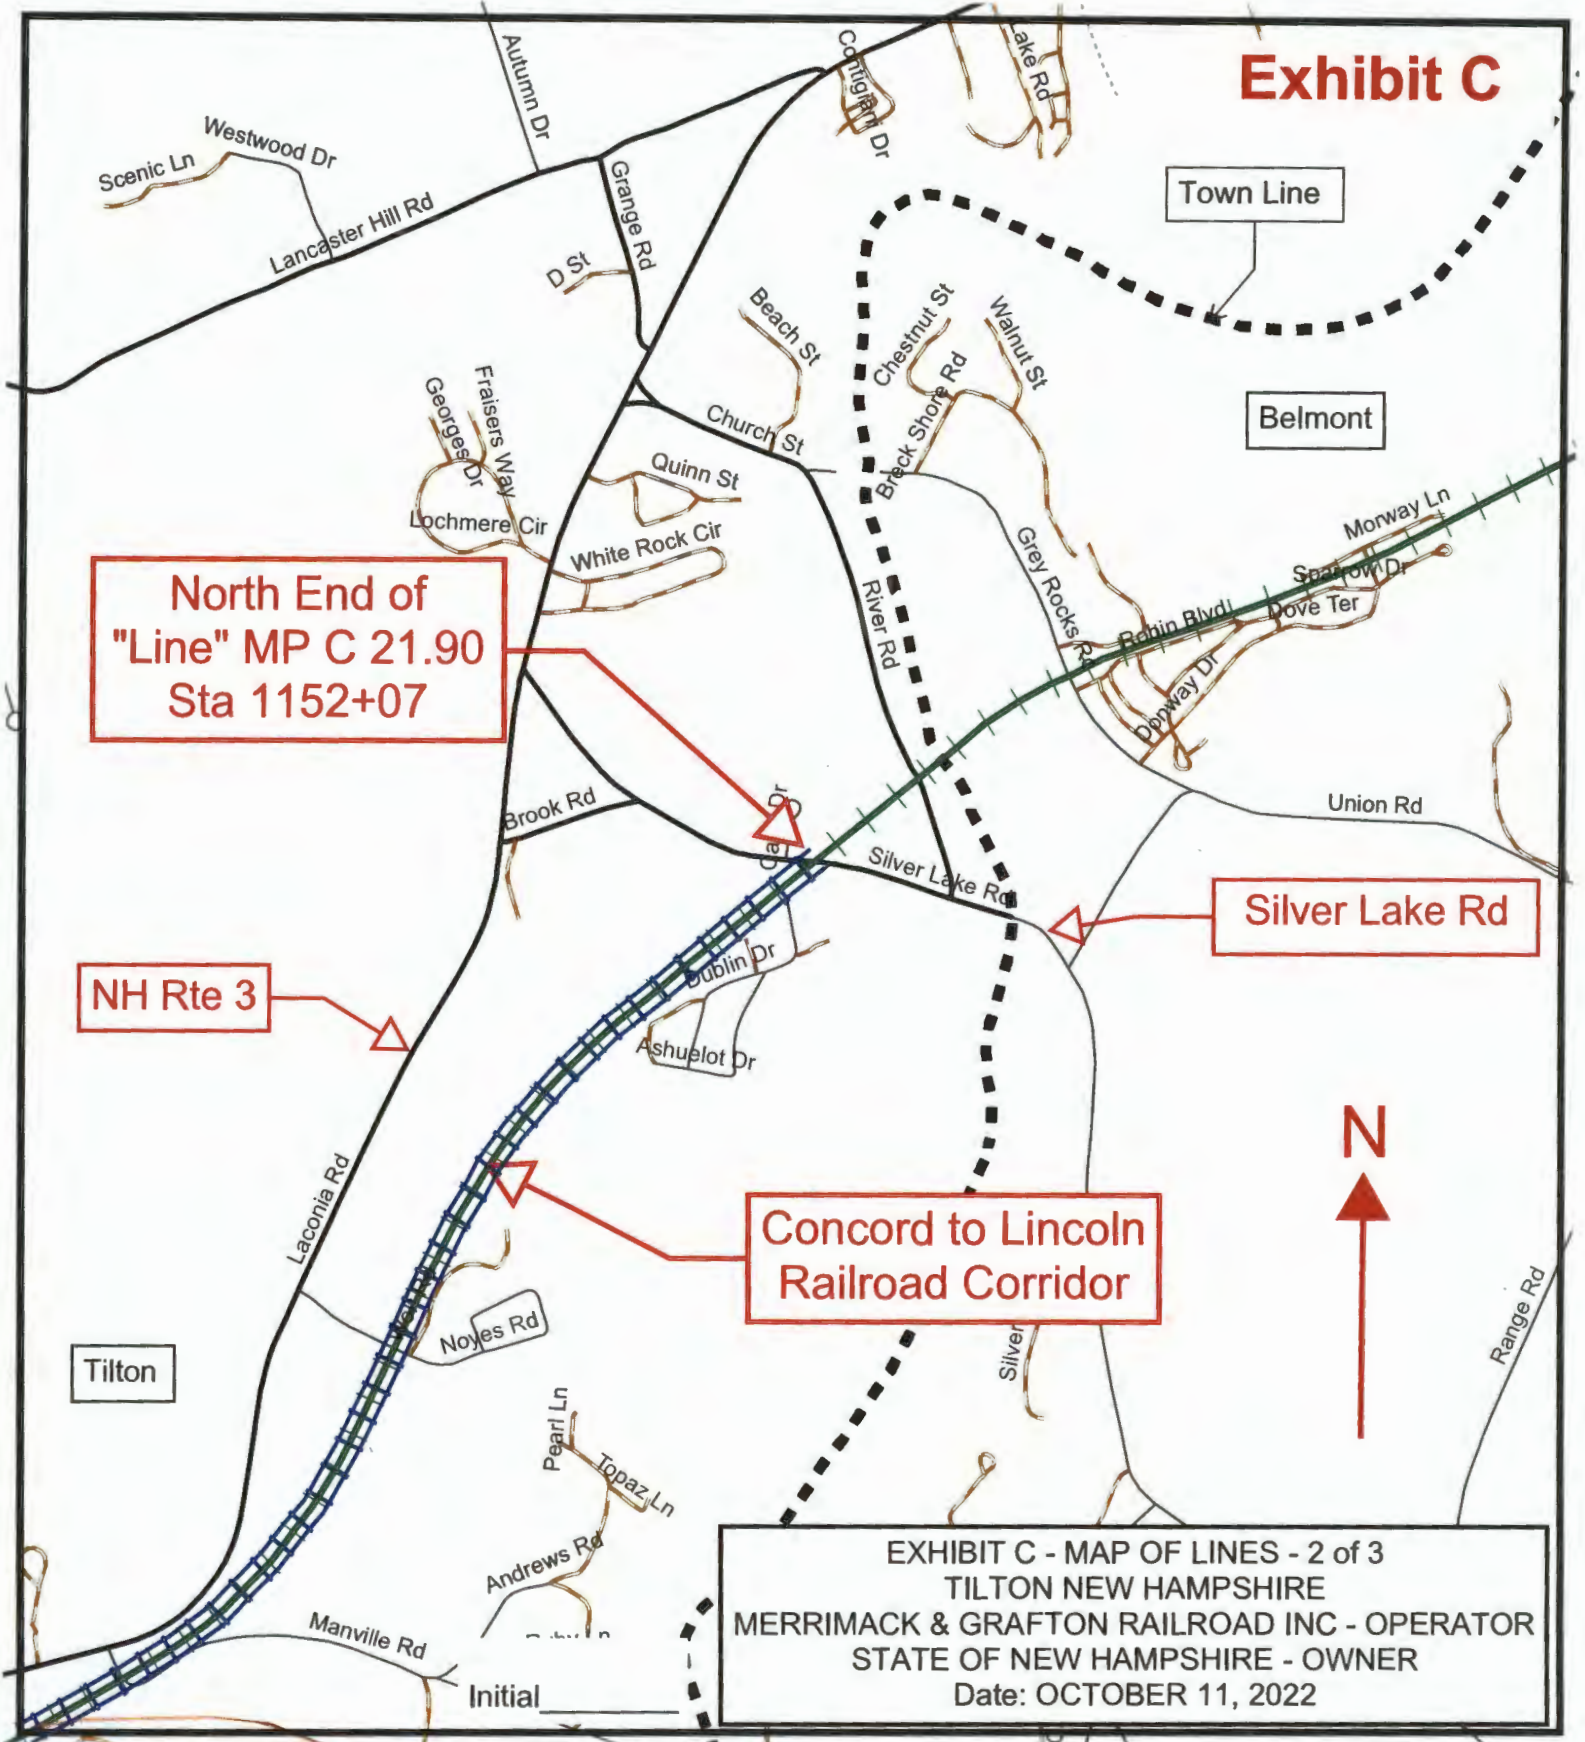 Exhibit C
Autumn Dr
Contigiani Dr
Lake Rd
Westwood Dr
Scenic Ln
Lancaster Hill Rd
Grange Rd
D St
Town Line
Beach St
Chestnut St
Walnut St
Breck Shore Rd
Belmont
Georges Dr
Fraisers Way
Church St
Quinn St
Lochmere Cir
White Rock Cir
Morway Ln
Sparrow Dr
Dove Ter
Robin Blvd
Grey Rocks Rd
River Rd
Donway Dr
North End of
"Line" MP C 21.90
Sta 1152+07
Brook Rd
Dr
Union Rd
Silver Lake Rd
Silver Lake Rd
Dublin Dr
NH Rte 3
Ashuelot Dr
N
Laconia Rd
Concord to Lincoln
Railroad Corridor
Noyes Rd
Silver
Range Rd
Tilton
Pearl Ln
Topaz Ln
Andrews Rd
Manville Rd
Initial
EXHIBIT C - MAP OF LINES - 2 of 3
TILTON NEW HAMPSHIRE
MERRIMACK & GRAFTON RAILROAD INC - OPERATOR
STATE OF NEW HAMPSHIRE - OWNER
Date: OCTOBER 11, 2022